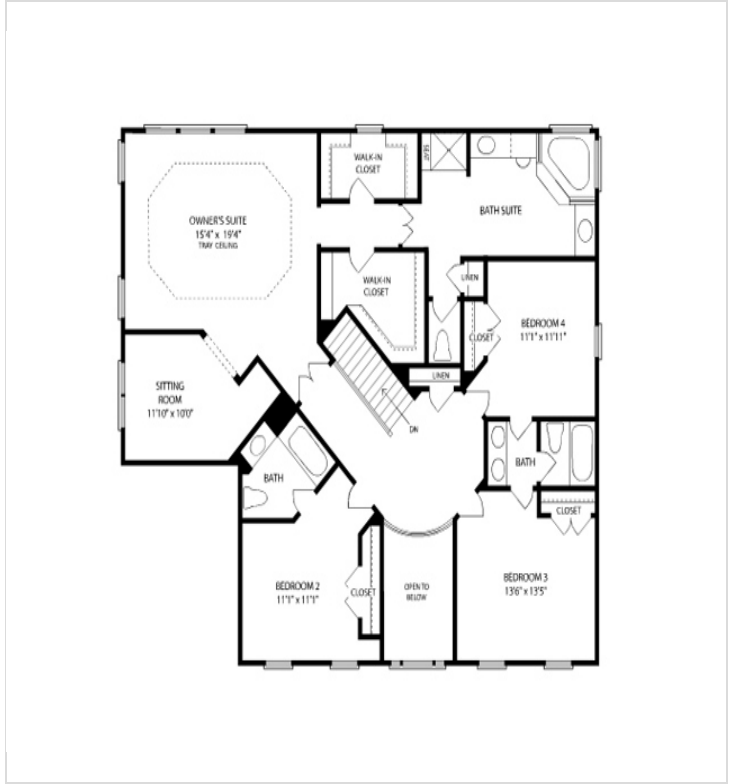 WALK-IN
CLOSET
SEAT
OWNER'S SUITE
15'4" x 19'4"
TRAY CEILING
BATH SUITE
WALK-IN
CLOSET
LINEN
BEDROOM 4
11'1" x 11'11"
CLOSET
LINEN
SITTING
ROOM
11'10" x 10'0"
DN
BATH
BATH
CLOSET
BEDROOM 2
11'1" x 11'1"
CLOSET
OPEN TO
BELOW
BEDROOM 3
13'6" x 13'5"